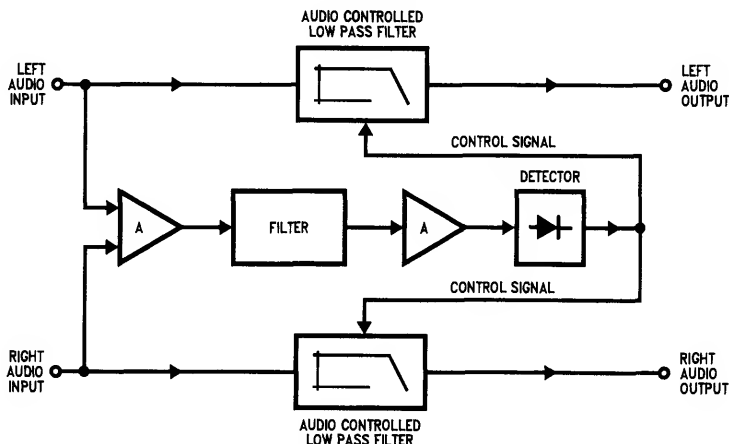 AUDIO CONTROLLED
LOW PASS FILTER
LEFT
AUDIO
INPUT
LEFT
AUDIO
OUTPUT
CONTROL SIGNAL
DETECTOR
A
FILTER
A
CONTROL SIGNAL
RIGHT
AUDIO
INPUT
RIGHT
AUDIO
OUTPUT
AUDIO CONTROLLED
LOW PASS FILTER